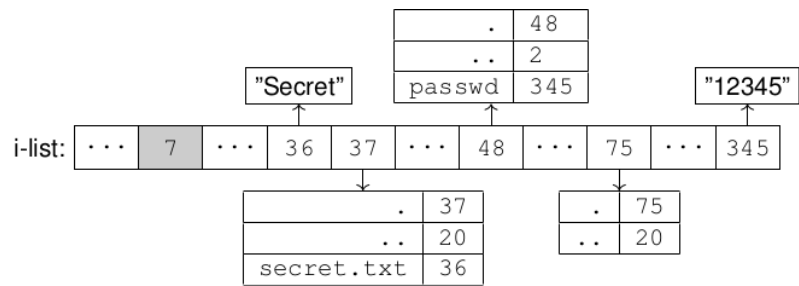 . 48
.. 2
passwd 345
"Secret"
"12345"
i-list: ··· 7 ··· 36 37 ··· 48 ··· 75 ··· 345
. 37
.. 20
secret.txt 36
. 75
.. 20